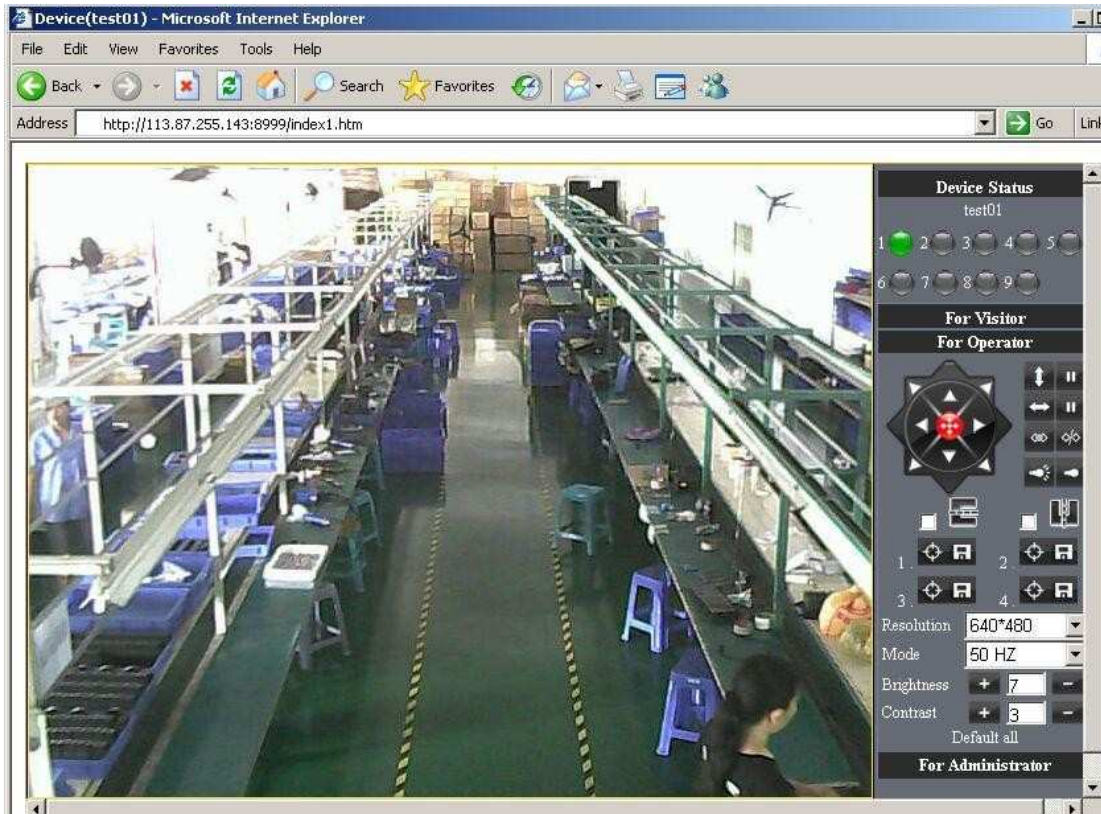 Device(test01) - Microsoft Internet Explorer
File Edit View Favorites Tools Help
Back Search Favorites
Address http://113.87.255.143:8999/index1.htm Go Link
Device Status
test01
1 2 3 4 5
6 7 8 9
For Visitor
For Operator
1. 2.
3. 4.
Resolution 640*480
Mode 50 HZ
Brightness + 7 -
Contrast + 3 -
Default all
For Administrator